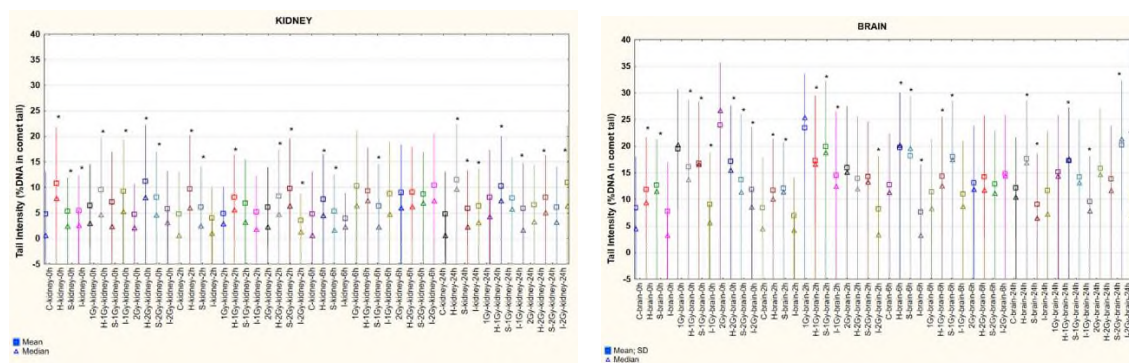 KIDNEY
Tail Intensity (%DNA in comet tail)
40
35
30
25
20
15
10
5
0
-5
C-kidney-0h
H-kidney-0h
S-kidney-0h
I-kidney-0h
1Gy-kidney-0h
H-1Gy-kidney-0h
S-1Gy-kidney-0h
I-1Gy-kidney-0h
2Gy-kidney-0h
H-2Gy-kidney-0h
S-2Gy-kidney-0h
I-2Gy-kidney-0h
C-kidney-2h
H-kidney-2h
S-kidney-2h
I-kidney-2h
1Gy-kidney-2h
H-1Gy-kidney-2h
S-1Gy-kidney-2h
I-1Gy-kidney-2h
2Gy-kidney-2h
H-2Gy-kidney-2h
S-2Gy-kidney-2h
I-2Gy-kidney-2h
C-kidney-6h
H-kidney-6h
S-kidney-6h
I-kidney-6h
1Gy-kidney-6h
H-1Gy-kidney-6h
S-1Gy-kidney-6h
I-1Gy-kidney-6h
2Gy-kidney-6h
H-2Gy-kidney-6h
S-2Gy-kidney-6h
I-2Gy-kidney-6h
C-kidney-24h
H-kidney-24h
S-kidney-24h
I-kidney-24h
1Gy-kidney-24h
H-1Gy-kidney-24h
S-1Gy-kidney-24h
I-1Gy-kidney-24h
2Gy-kidney-24h
H-2Gy-kidney-24h
S-2Gy-kidney-24h
I-2Gy-kidney-24h
Mean
Median
BRAIN
Tail Intensity (%DNA in comet tail)
40
35
30
25
20
15
10
5
0
-5
C-brain-0h
H-brain-0h
S-brain-0h
I-brain-0h
1Gy-brain-0h
H-1Gy-brain-0h
S-1Gy-brain-0h
I-1Gy-brain-0h
2Gy-brain-0h
H-2Gy-brain-0h
S-2Gy-brain-0h
I-2Gy-brain-0h
C-brain-2h
H-brain-2h
S-brain-2h
I-brain-2h
1Gy-brain-2h
H-1Gy-brain-2h
S-1Gy-brain-2h
I-1Gy-brain-2h
2Gy-brain-2h
H-2Gy-brain-2h
S-2Gy-brain-2h
I-2Gy-brain-2h
C-brain-6h
H-brain-6h
S-brain-6h
I-brain-6h
1Gy-brain-6h
H-1Gy-brain-6h
S-1Gy-brain-6h
I-1Gy-brain-6h
2Gy-brain-6h
H-2Gy-brain-6h
S-2Gy-brain-6h
I-2Gy-brain-6h
C-brain-24h
H-brain-24h
S-brain-24h
I-brain-24h
1Gy-brain-24h
H-1Gy-brain-24h
S-1Gy-brain-24h
I-1Gy-brain-24h
2Gy-brain-24h
H-2Gy-brain-24h
S-2Gy-brain-24h
Mean; SD
Median